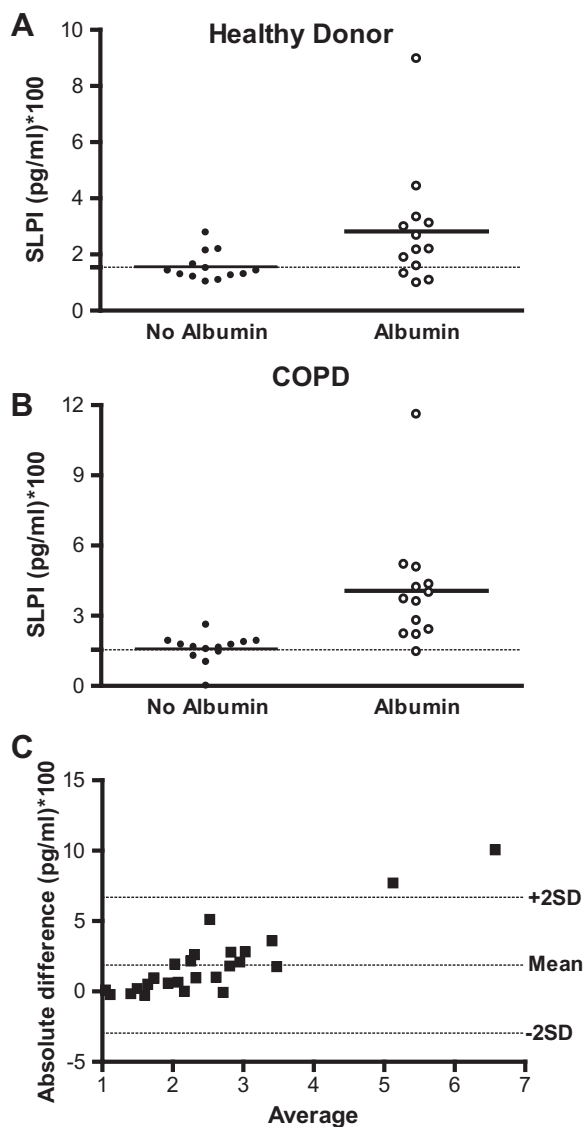 A
Healthy Donor
SLPI (pg/ml)*100
10
8
6
4
2
0
No Albumin
Albumin
COPD
B
SLPI (pg/ml)*100
12
9
6
3
0
No Albumin
Albumin
C
Absolute difference (pg/ml)*100
15
10
5
0
-5
+2SD
Mean
-2SD
1 2 3 4 5 6 7
Average